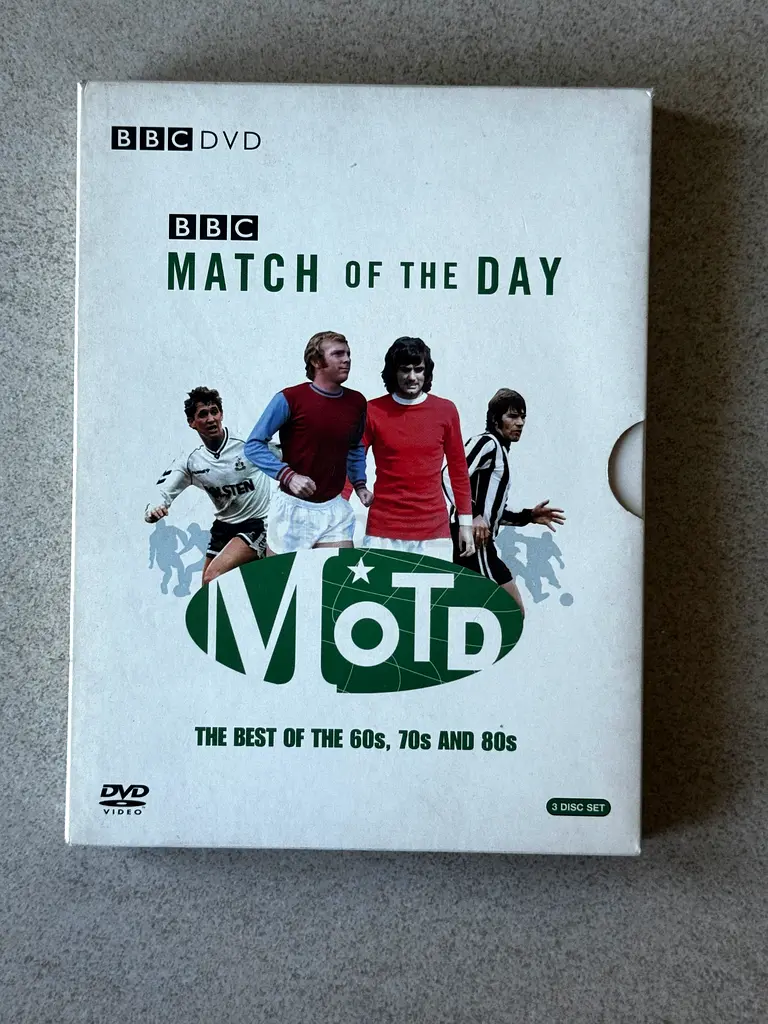 BBC DVD
BBC
MATCH OF THE DAY
MOTD
THE BEST OF THE 60s, 70s AND 80s
DVD
VIDEO
3 DISC SET